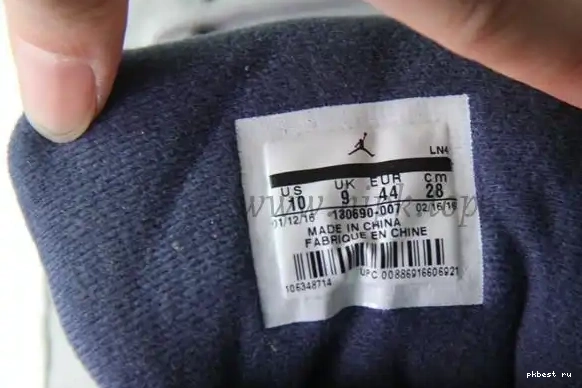 LN4
US UK EUR cm
10 9 44 28
01/12/16 130690-007 02/16/16
MADE IN CHINA
FABRIQUE EN CHINE
106348714 UPC 00886916606921
pkbest ru